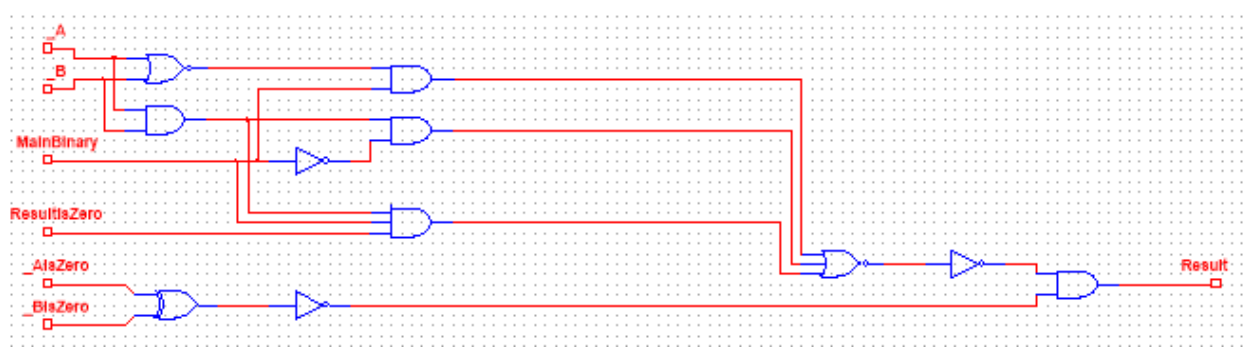 _A
_B
MainBinary
ResultIsZero
_AIsZero
Result
_BIsZero